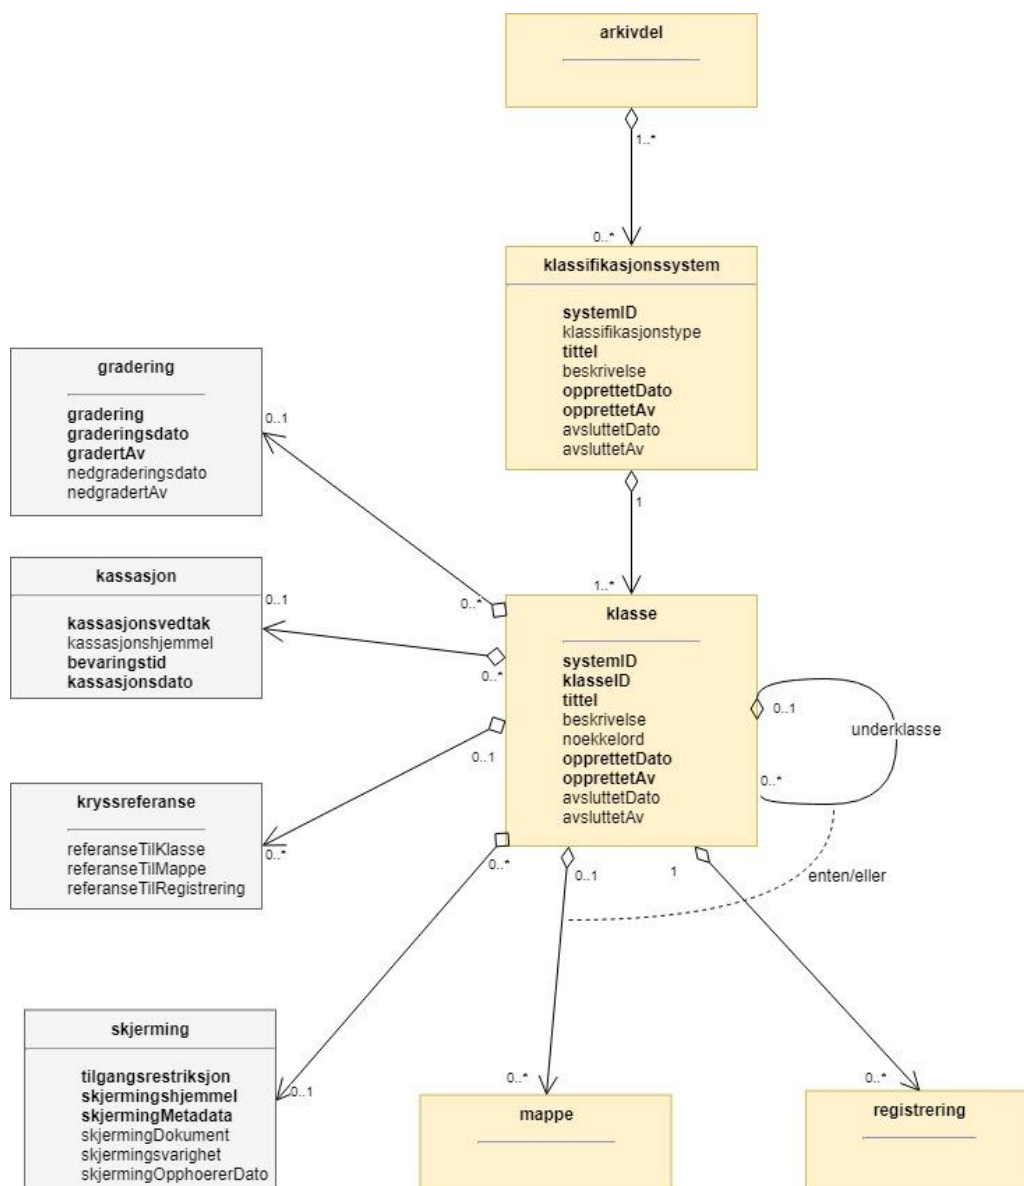 arkivdel
1..*
0..*
klassifikasjonssystem
systemID
klassifikasjonstype
tittel
beskrivelse
opprettetDato
opprettetAv
avsluttetDato
avsluttetAv
1
1..*
gradering
gradering
graderingsdato
gradertAv
nedgraderingsdato
nedgradertAv
0..1
0..*
kassasjon
kassasjonsvedtak
kassasjonshjemmel
bevaringstid
kassasjonsdato
0..1
0..*
klasse
systemID
klasseID
tittel
beskrivelse
noekkelord
opprettetDato
opprettetAv
avsluttetDato
avsluttetAv
0..1
underklasse
0..*
enten/eller
kryssreferanse
referanseTilKlasse
referanseTilMappe
referanseTilRegistrering
0..1
0..*
skjerming
tilgangsrestriksjon
skjermingshjemmel
skjermingMetadata
skjermingDokument
skjermingsvarighet
skjermingOpphoererDato
0..*
0..1
0..1
0..*
mappe
1
0..*
registrering